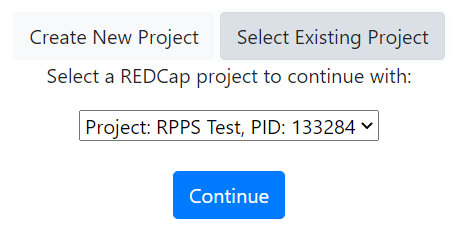 Create New Project Select Existing Project
Select a REDCap project to continue with:
Project: RPPS Test, PID: 133284
Continue